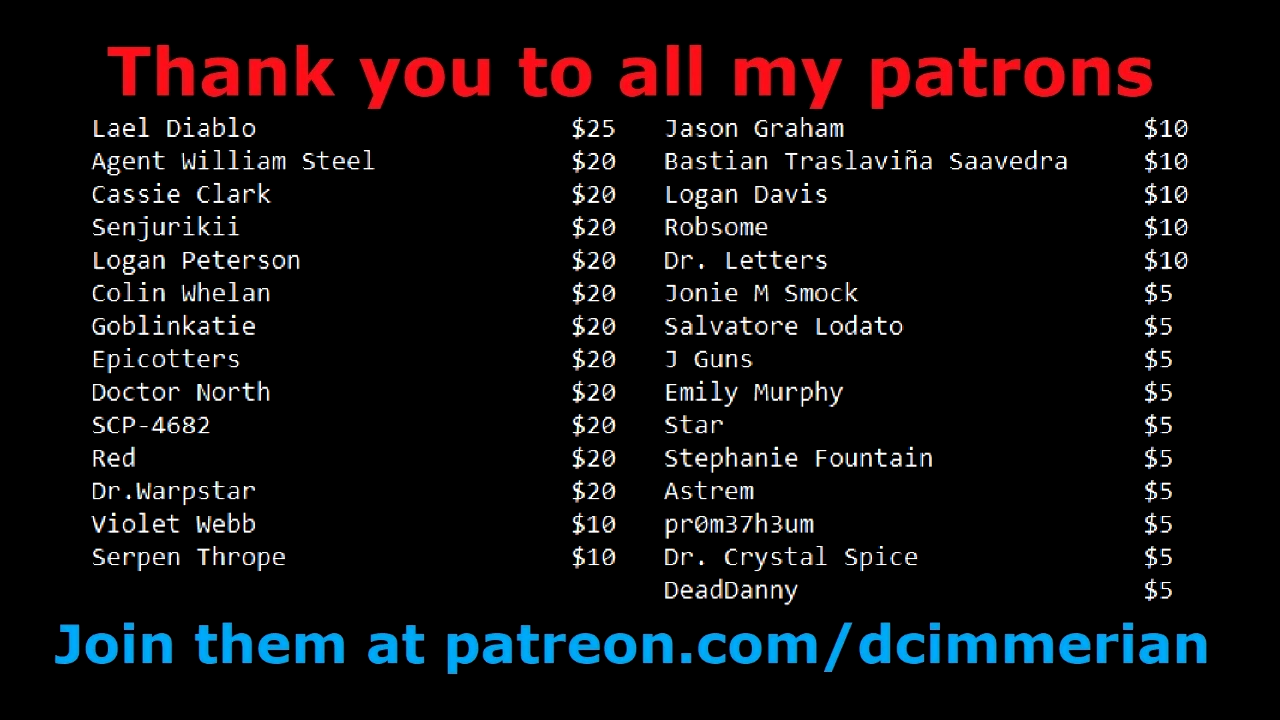 Thank you to all my patrons
Lael Diablo $25
Agent William Steel $20
Cassie Clark $20
Senjurikii $20
Logan Peterson $20
Colin Whelan $20
Goblinkatie $20
Epicotters $20
Doctor North $20
SCP-4682 $20
Red $20
Dr.Warpstar $20
Violet Webb $10
Serpen Thrope $10
Jason Graham $10
Bastian Traslaviña Saavedra $10
Logan Davis $10
Robsome $10
Dr. Letters $10
Jonie M Smock $5
Salvatore Lodato $5
J Guns $5
Emily Murphy $5
Star $5
Stephanie Fountain $5
Astrem $5
pr0m37h3um $5
Dr. Crystal Spice $5
DeadDanny $5
Join them at patreon.com/dcimmerian